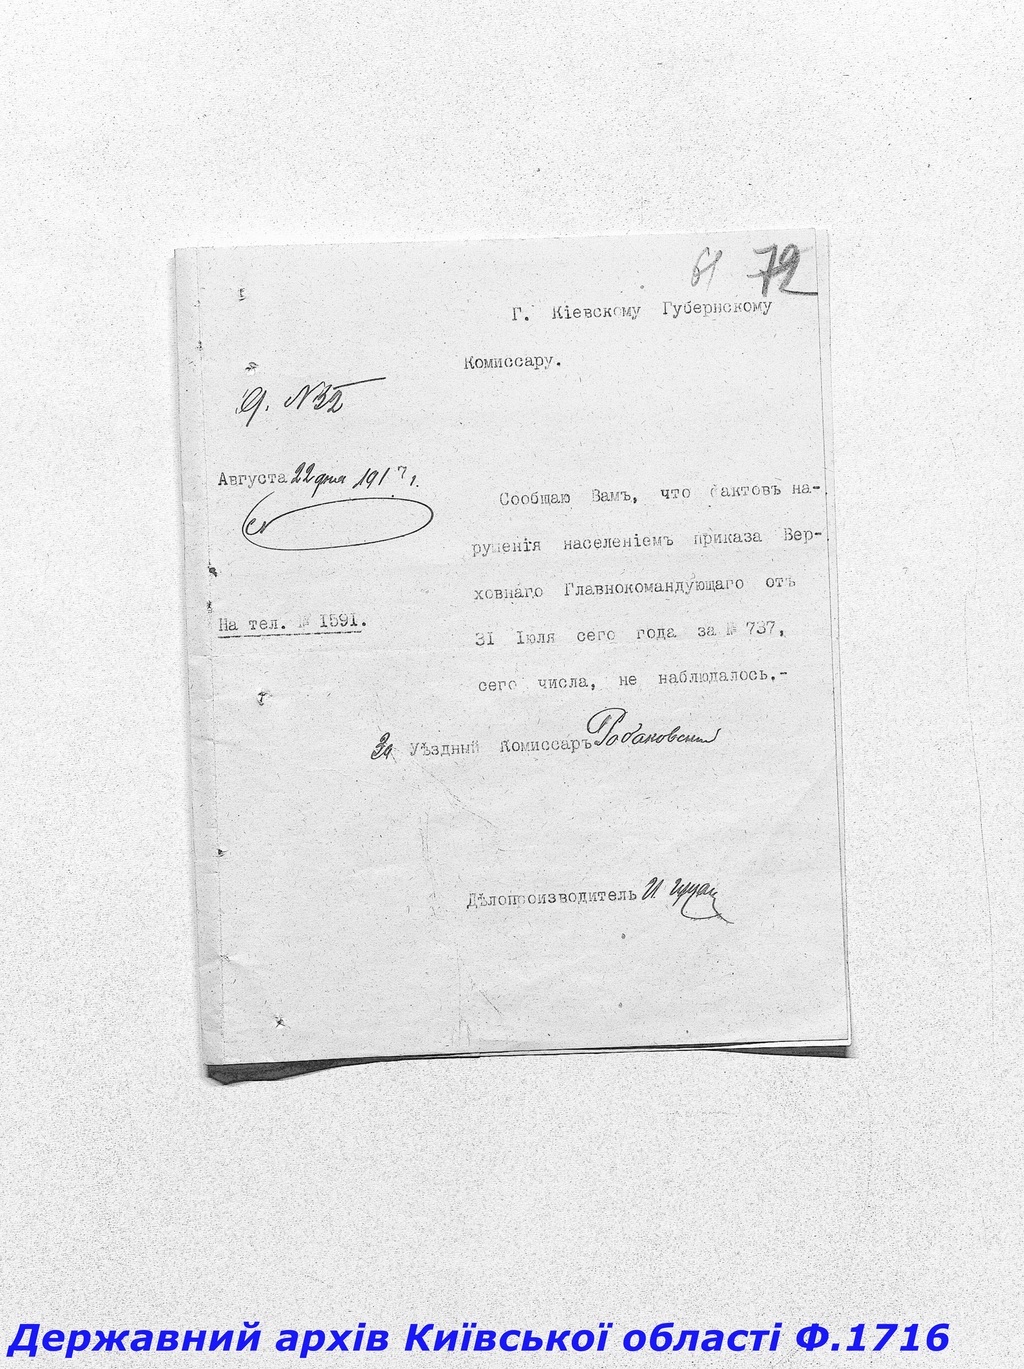 61 72
Г. Кіевскому Губернскому
Комиссару.
Д. №32
Августа 22 дня 1917 г.
Сообщаю Вамъ, что фактовъ на-
рушенія населеніемъ приказа Вер-
ховнаго Главнокомандующаго отъ
31 Іюля сего года за № 737,
сего числа, не наблюдалось.-
На тел. № 1591.
За Уѣздный Комиссаръ
Дѣлопроизводитель И.
Державний архів Київської області Ф.1716